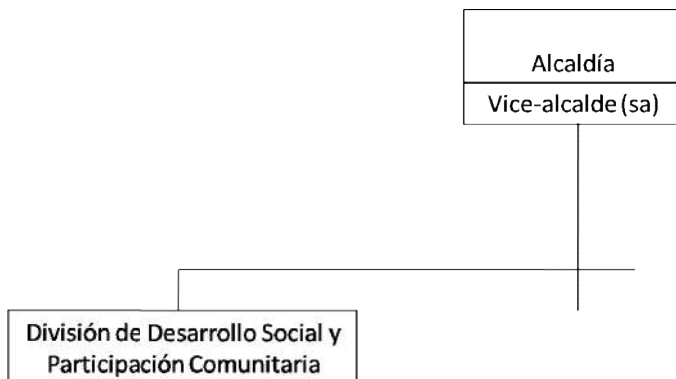 Alcaldía
Vice-alcalde (sa)
División de Desarrollo Social y
Participación Comunitaria